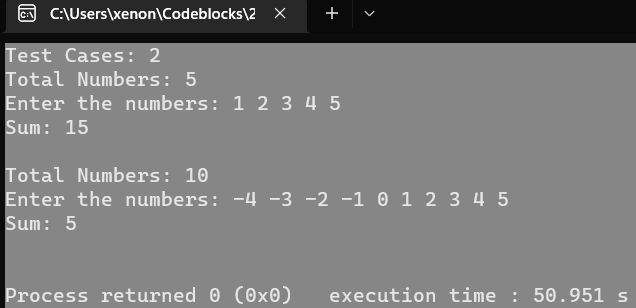 C:\Users\xenon\Codeblocks\2
Test Cases: 2
Total Numbers: 5
Enter the numbers: 1 2 3 4 5
Sum: 15
Total Numbers: 10
Enter the numbers: -4 -3 -2 -1 0 1 2 3 4 5
Sum: 5
Process returned 0 (0x0)   execution time : 50.951 s